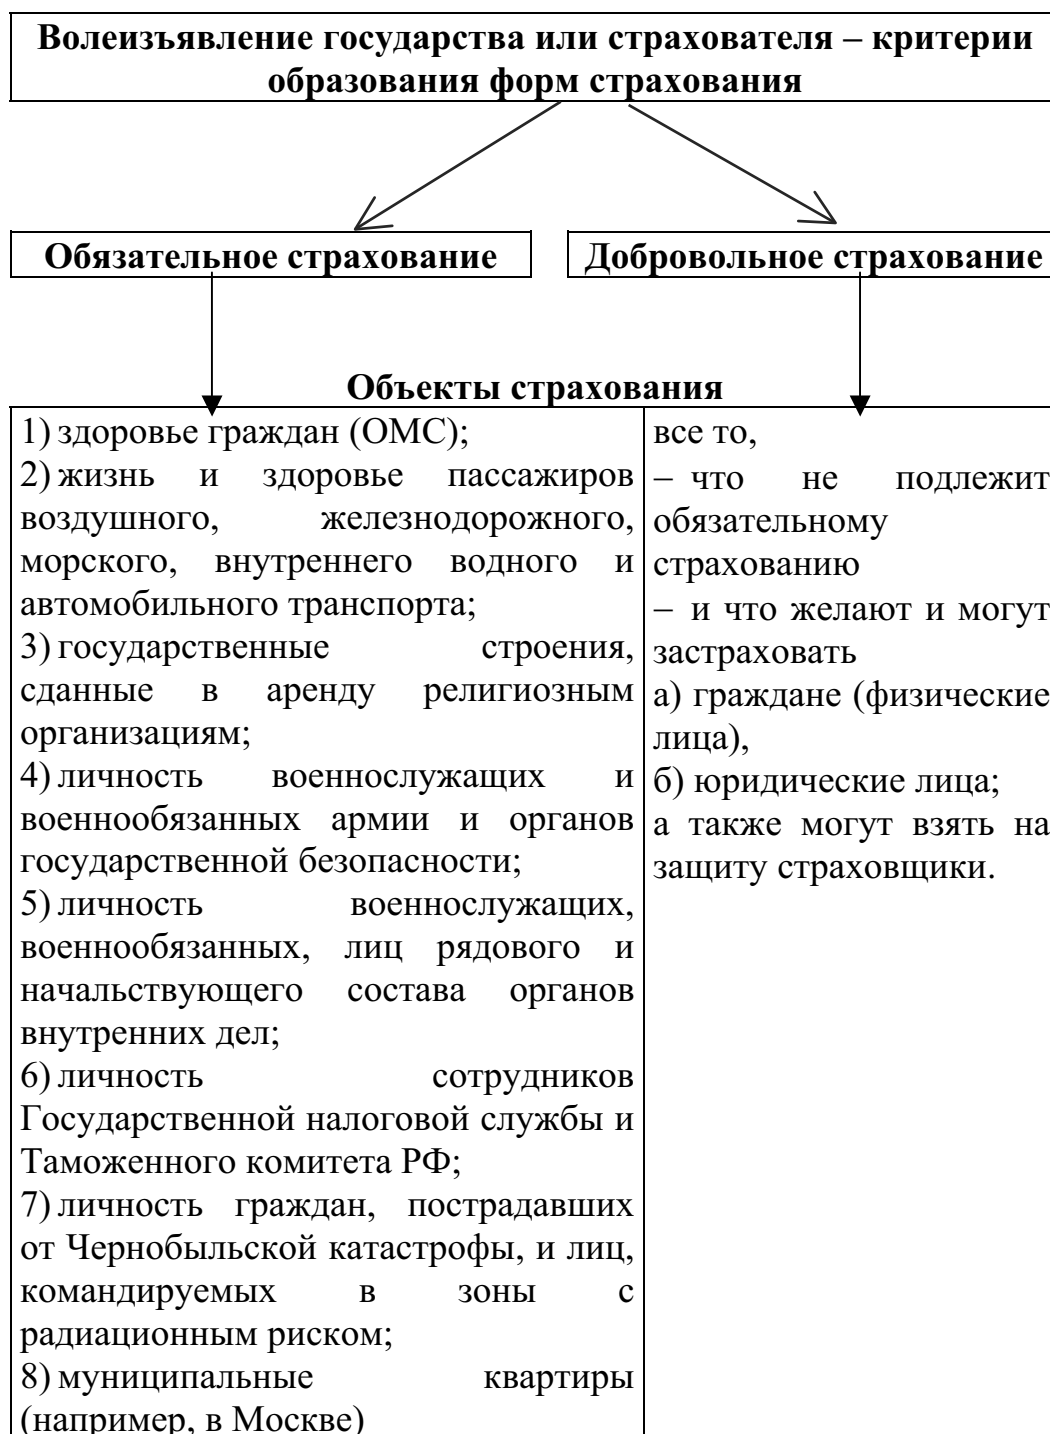 Волеизъявление государства или страхователя – критерии
образования форм страхования
Обязательное страхование
Добровольное страхование
Объекты страхования
1) здоровье граждан (ОМС);
2) жизнь и здоровье пассажиров
воздушного, железнодорожного,
морского, внутреннего водного и
автомобильного транспорта;
3) государственные строения,
сданные в аренду религиозным
организациям;
4) личность военнослужащих и
военнообязанных армии и органов
государственной безопасности;
5) личность военнослужащих,
военнообязанных, лиц рядового и
начальствующего состава органов
внутренних дел;
6) личность сотрудников
Государственной налоговой службы и
Таможенного комитета РФ;
7) личность граждан, пострадавших
от Чернобыльской катастрофы, и лиц,
командируемых в зоны с
радиационным риском;
8) муниципальные квартиры
(например, в Москве)
все то,
– что не подлежит
обязательному
страхованию
– и что желают и могут
застраховать
а) граждане (физические
лица),
б) юридические лица;
а также могут взять на
защиту страховщики.